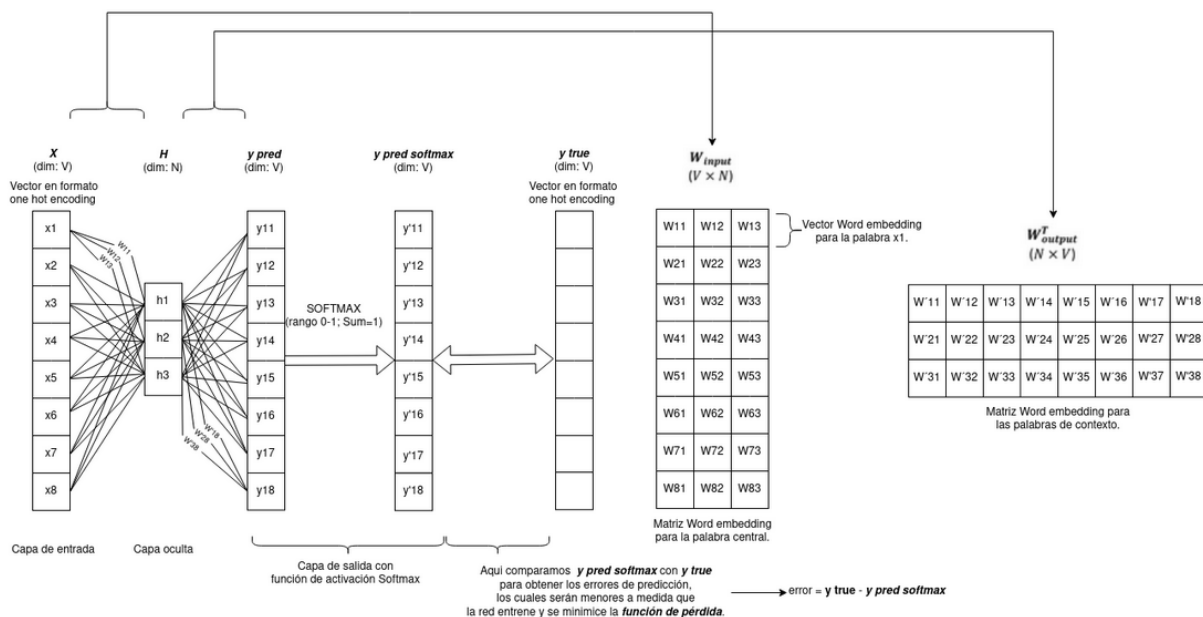 X
(dim: V)
Vector en formato
one hot encoding
x1
x2
x3
x4
x5
x6
x7
x8
Capa de entrada
W11
W12
W13
H
(dim: N)
h1
h2
h3
Capa oculta
W'18
W'28
W'38
y pred
(dim: V)
y11
y12
y13
y14
y15
y16
y17
y18
SOFTMAX
(rango 0-1; Sum=1)
y pred softmax
(dim: V)
y'11
y'12
y'13
y'14
y'15
y'16
y'17
y'18
Capa de salida con
función de activación Softmax
y true
(dim: V)
Vector en formato
one hot encoding
Aqui comparamos y pred softmax con y true
para obtener los errores de predicción,
los cuales serán menores a medida que
la red entrene y se minimice la función de pérdida.
error = y true - y pred softmax
W input
(V × N)
W11 W12 W13
W21 W22 W23
W31 W32 W33
W41 W42 W43
W51 W52 W53
W61 W62 W63
W71 W72 W73
W81 W82 W83
Vector Word embedding
para la palabra x1.
Matriz Word embedding
para la palabra central.
W^T output
(N × V)
W´11 W´12 W´13 W´14 W´15 W´16 W'17 W'18
W´21 W´22 W´23 W´24 W´25 W´26 W'27 W'28
W´31 W´32 W´33 W´34 W´35 W´36 W'37 W'38
Matriz Word embedding para
las palabras de contexto.